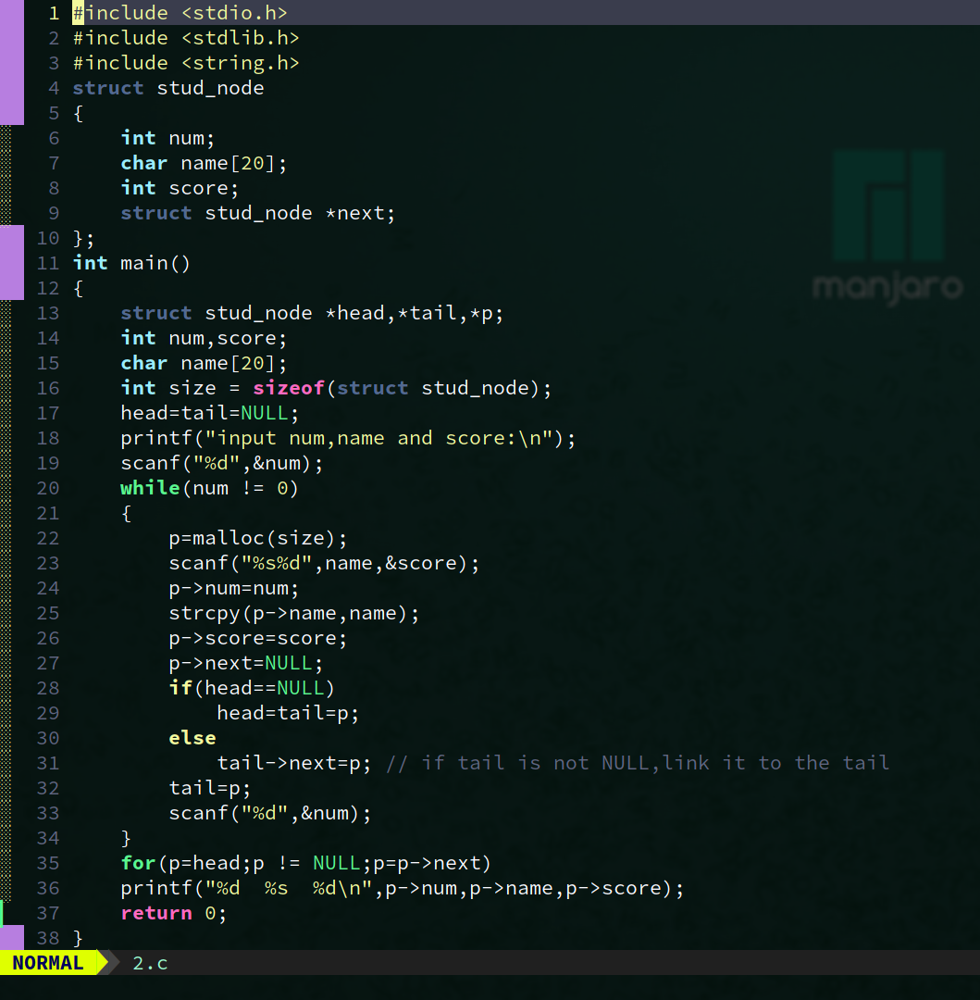 1 #include <stdio.h>
2 #include <stdlib.h>
3 #include <string.h>
4 struct stud_node
5 {
6     int num;
7     char name[20];
8     int score;
9     struct stud_node *next;
10 };
11 int main()
12 {
13     struct stud_node *head,*tail,*p;
14     int num,score;
15     char name[20];
16     int size = sizeof(struct stud_node);
17     head=tail=NULL;
18     printf("input num,name and score:\n");
19     scanf("%d",&num);
20     while(num != 0)
21     {
22         p=malloc(size);
23         scanf("%s%d",name,&score);
24         p->num=num;
25         strcpy(p->name,name);
26         p->score=score;
27         p->next=NULL;
28         if(head==NULL)
29             head=tail=p;
30         else
31             tail->next=p; // if tail is not NULL,link it to the tail
32         tail=p;
33         scanf("%d",&num);
34     }
35     for(p=head;p != NULL;p=p->next)
36     printf("%d  %s  %d\n",p->num,p->name,p->score);
37     return 0;
38 }
manjaro
NORMAL 2.c